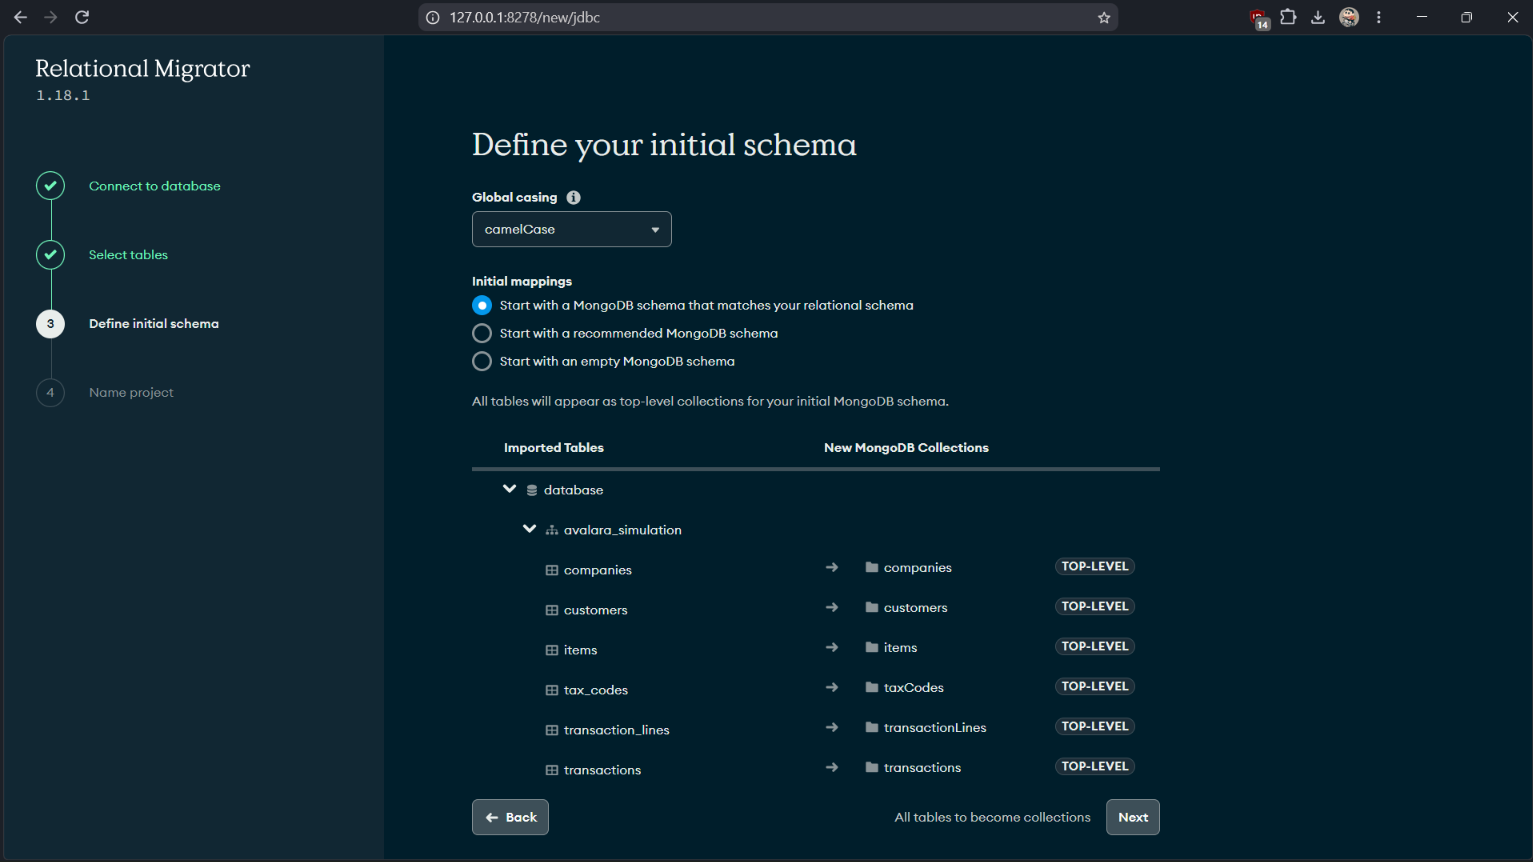 127.0.0.1:8278/new/jdbc
14
Relational Migrator
1.18.1
Connect to database
Select tables
3 Define initial schema
4 Name project
Define your initial schema
Global casing
camelCase
Initial mappings
Start with a MongoDB schema that matches your relational schema
Start with a recommended MongoDB schema
Start with an empty MongoDB schema
All tables will appear as top-level collections for your initial MongoDB schema.
Imported Tables New MongoDB Collections
database
avalara_simulation
companies → companies TOP-LEVEL
customers → customers TOP-LEVEL
items → items TOP-LEVEL
tax_codes → taxCodes TOP-LEVEL
transaction_lines → transactionLines TOP-LEVEL
transactions → transactions TOP-LEVEL
← Back All tables to become collections Next